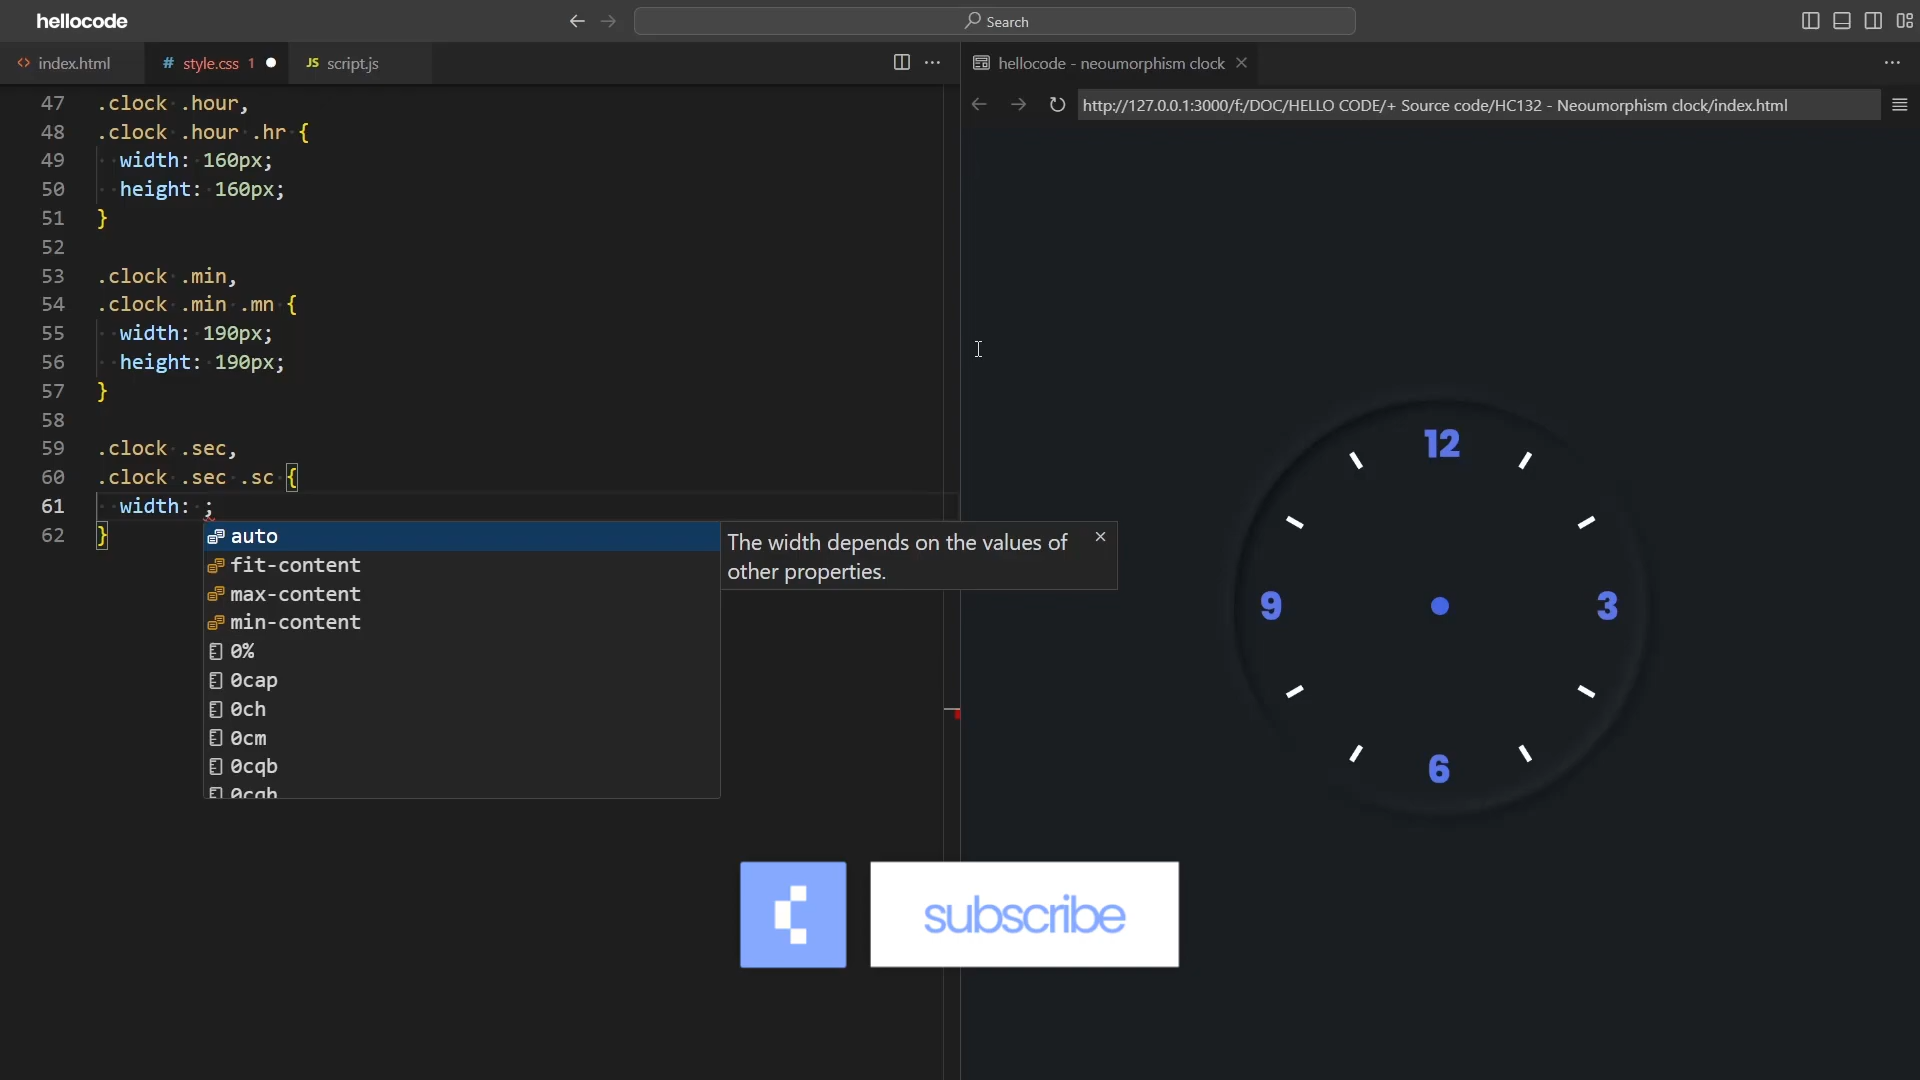 hellocode
Search
index.html
# style.css 1
JS script.js
hellocode - neoumorphism clock
http://127.0.0.1:3000/f:/DOC/HELLO CODE/+ Source code/HC132 - Neoumorphism clock/index.html
47 .clock .hour,
48 .clock .hour .hr {
49 width: 160px;
50 height: 160px;
51 }
52
53 .clock .min,
54 .clock .min .mn {
55 width: 190px;
56 height: 190px;
57 }
58
59 .clock .sec,
60 .clock .sec .sc {
61 width: ;
62 }
auto
fit-content
max-content
min-content
0%
0cap
0ch
0cm
0cqb
0cqh
The width depends on the values of
other properties.
12
9
3
6
subscribe